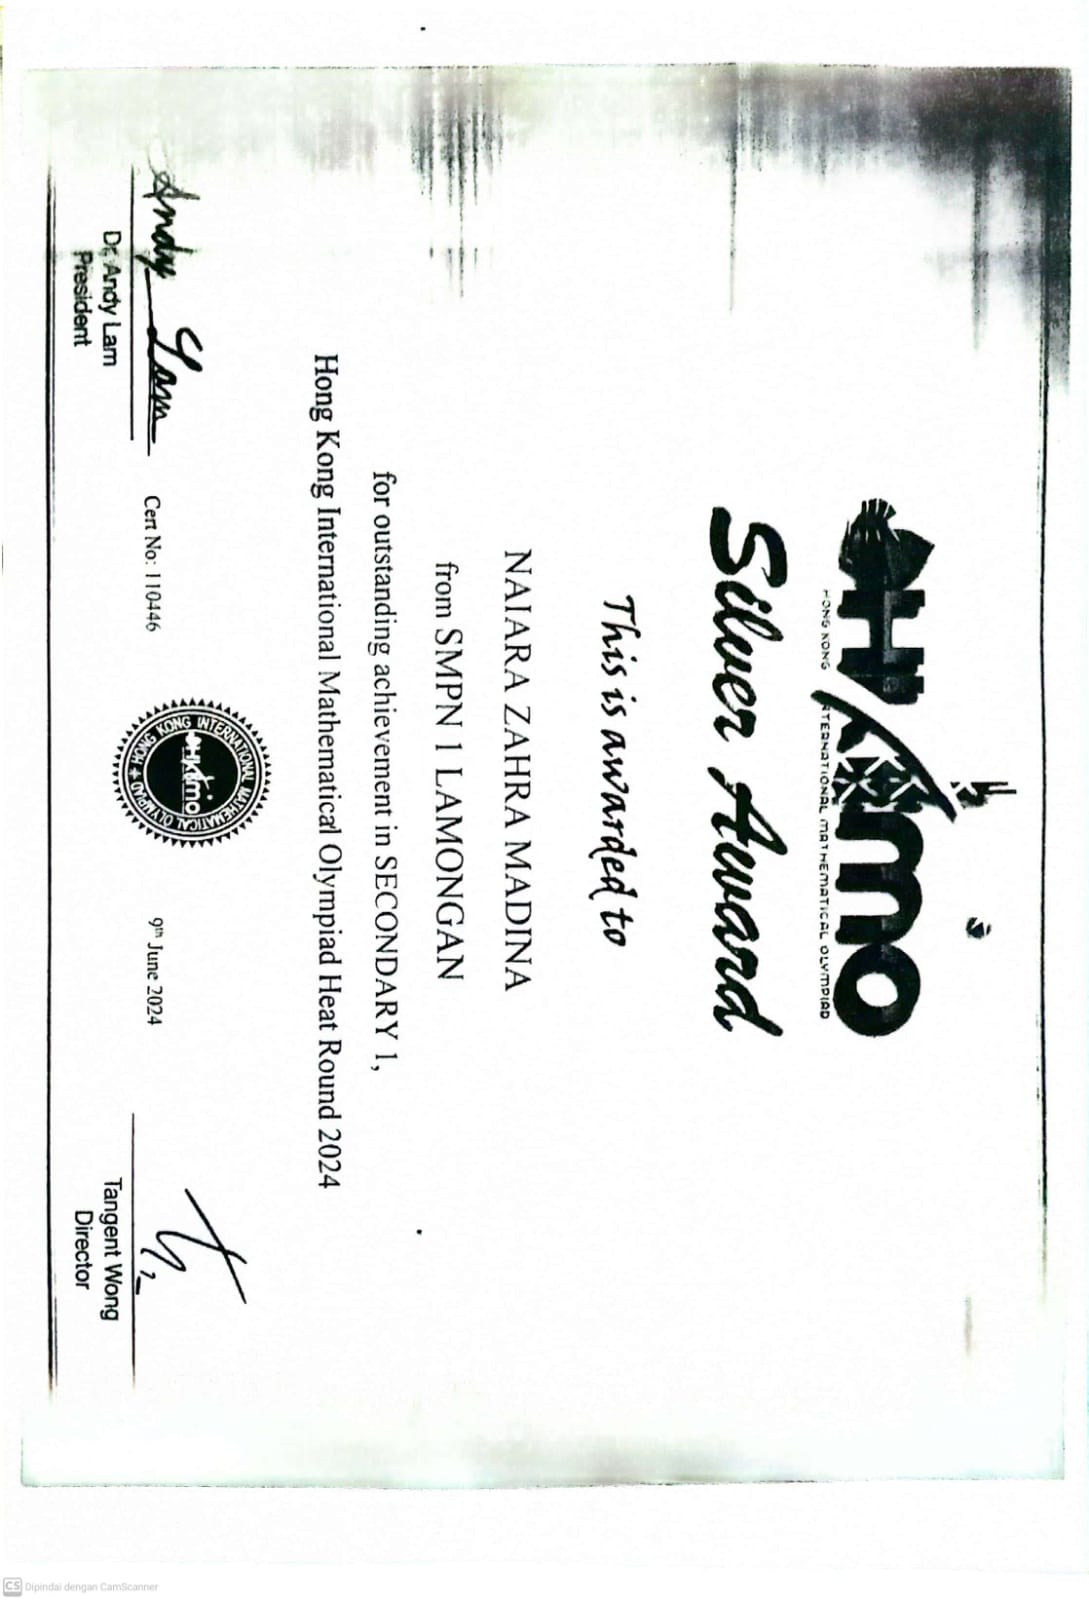 HKIMO
HONG KONG INTERNATIONAL MATHEMATICAL OLYMPIAD
Silver Award
This is awarded to
NAIARA ZAHRA MADINA
from SMPN 1 LAMONGAN
for outstanding achievement in SECONDARY 1,
Hong Kong International Mathematical Olympiad Heat Round 2024
Andy Lam
Dr. Andy Lam
President
Cert No: 110446
HONG KONG INTERNATIONAL MATHEMATICAL OLYMPIAD
HKimo
9th June 2024
Tangent Wong
Director
CS Dipindai dengan CamScanner